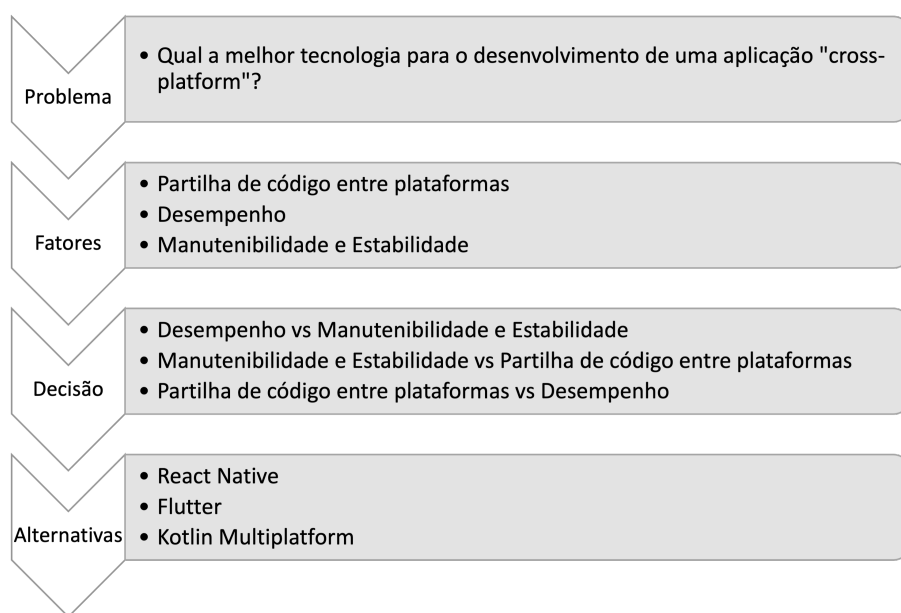 Problema
• Qual a melhor tecnologia para o desenvolvimento de uma aplicação "cross-
platform"?
Fatores
• Partilha de código entre plataformas
• Desempenho
• Manutenibilidade e Estabilidade
Decisão
• Desempenho vs Manutenibilidade e Estabilidade
• Manutenibilidade e Estabilidade vs Partilha de código entre plataformas
• Partilha de código entre plataformas vs Desempenho
Alternativas
• React Native
• Flutter
• Kotlin Multiplatform